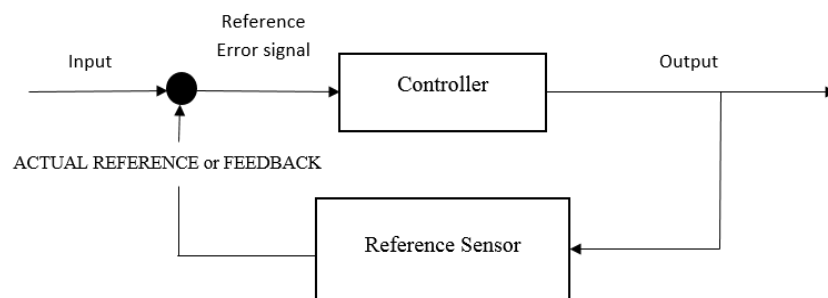 Reference
Error signal
Input
Controller
Output
ACTUAL REFERENCE or FEEDBACK
Reference Sensor